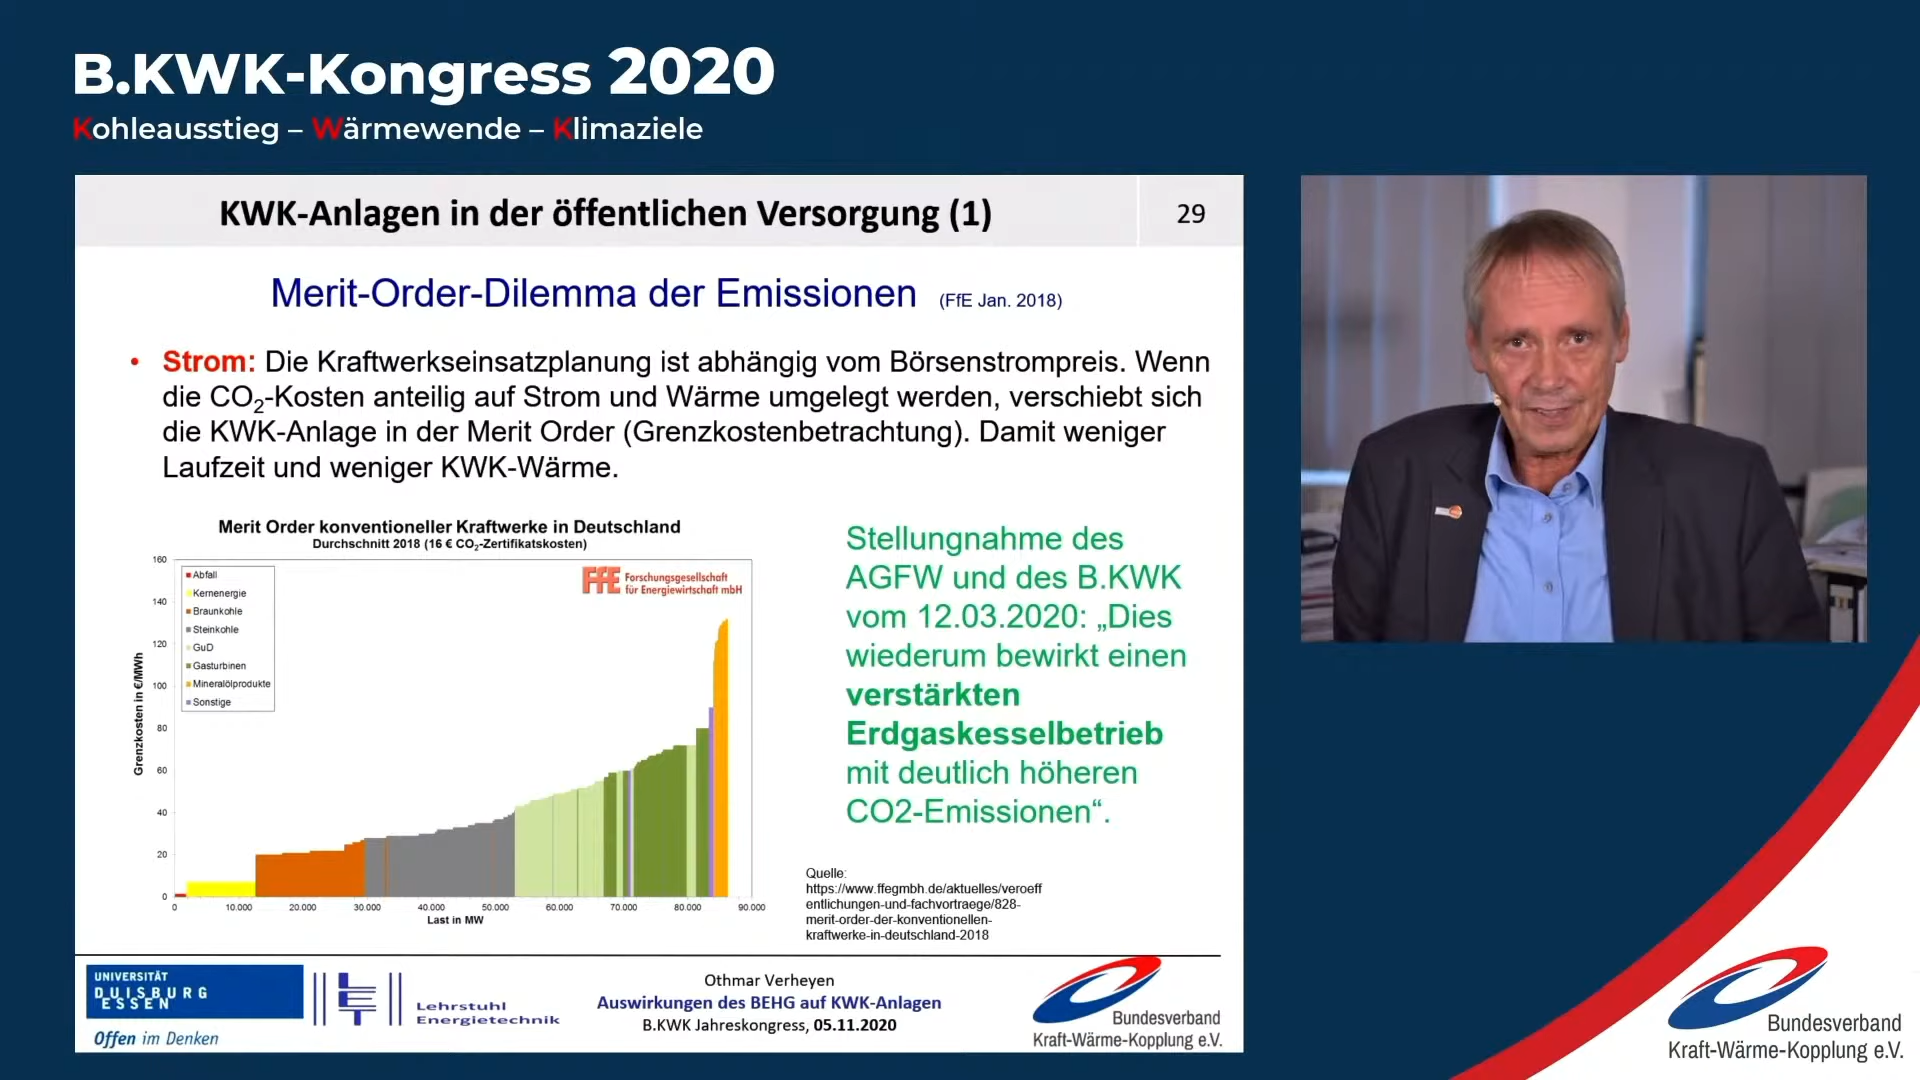 B.KWK-Kongress 2020
Kohleausstieg – Wärmewende – Klimaziele
KWK-Anlagen in der öffentlichen Versorgung (1)
29
Merit-Order-Dilemma der Emissionen (FfE Jan. 2018)
• Strom: Die Kraftwerkseinsatzplanung ist abhängig vom Börsenstrompreis. Wenn
die CO₂-Kosten anteilig auf Strom und Wärme umgelegt werden, verschiebt sich
die KWK-Anlage in der Merit Order (Grenzkostenbetrachtung). Damit weniger
Laufzeit und weniger KWK-Wärme.
Merit Order konventioneller Kraftwerke in Deutschland
Durchschnitt 2018 (16 € CO₂-Zertifikatskosten)
160
140
120
100
80
60
40
20
0
Grenzkosten in €/MWh
Abfall
Kernenergie
Braunkohle
Steinkohle
GuD
Gasturbinen
Mineralölprodukte
Sonstige
FfE Forschungsgesellschaft
für Energiewirtschaft mbH
0 10.000 20.000 30.000 40.000 50.000 60.000 70.000 80.000 90.000
Last in MW
Stellungnahme des
AGFW und des B.KWK
vom 12.03.2020: „Dies
wiederum bewirkt einen
verstärkten
Erdgaskesselbetrieb
mit deutlich höheren
CO2-Emissionen“.
Quelle:
https://www.ffegmbh.de/aktuelles/veroeff
entlichungen-und-fachvortraege/828-
merit-order-der-konventionellen-
kraftwerke-in-deutschland-2018
UNIVERSITÄT
DUISBURG
ESSEN
Offen im Denken
LET
Lehrstuhl
Energietechnik
Othmar Verheyen
Auswirkungen des BEHG auf KWK-Anlagen
B.KWK Jahreskongress, 05.11.2020
Bundesverband
Kraft-Wärme-Kopplung e.V.
Bundesverband
Kraft-Wärme-Kopplung e.V.